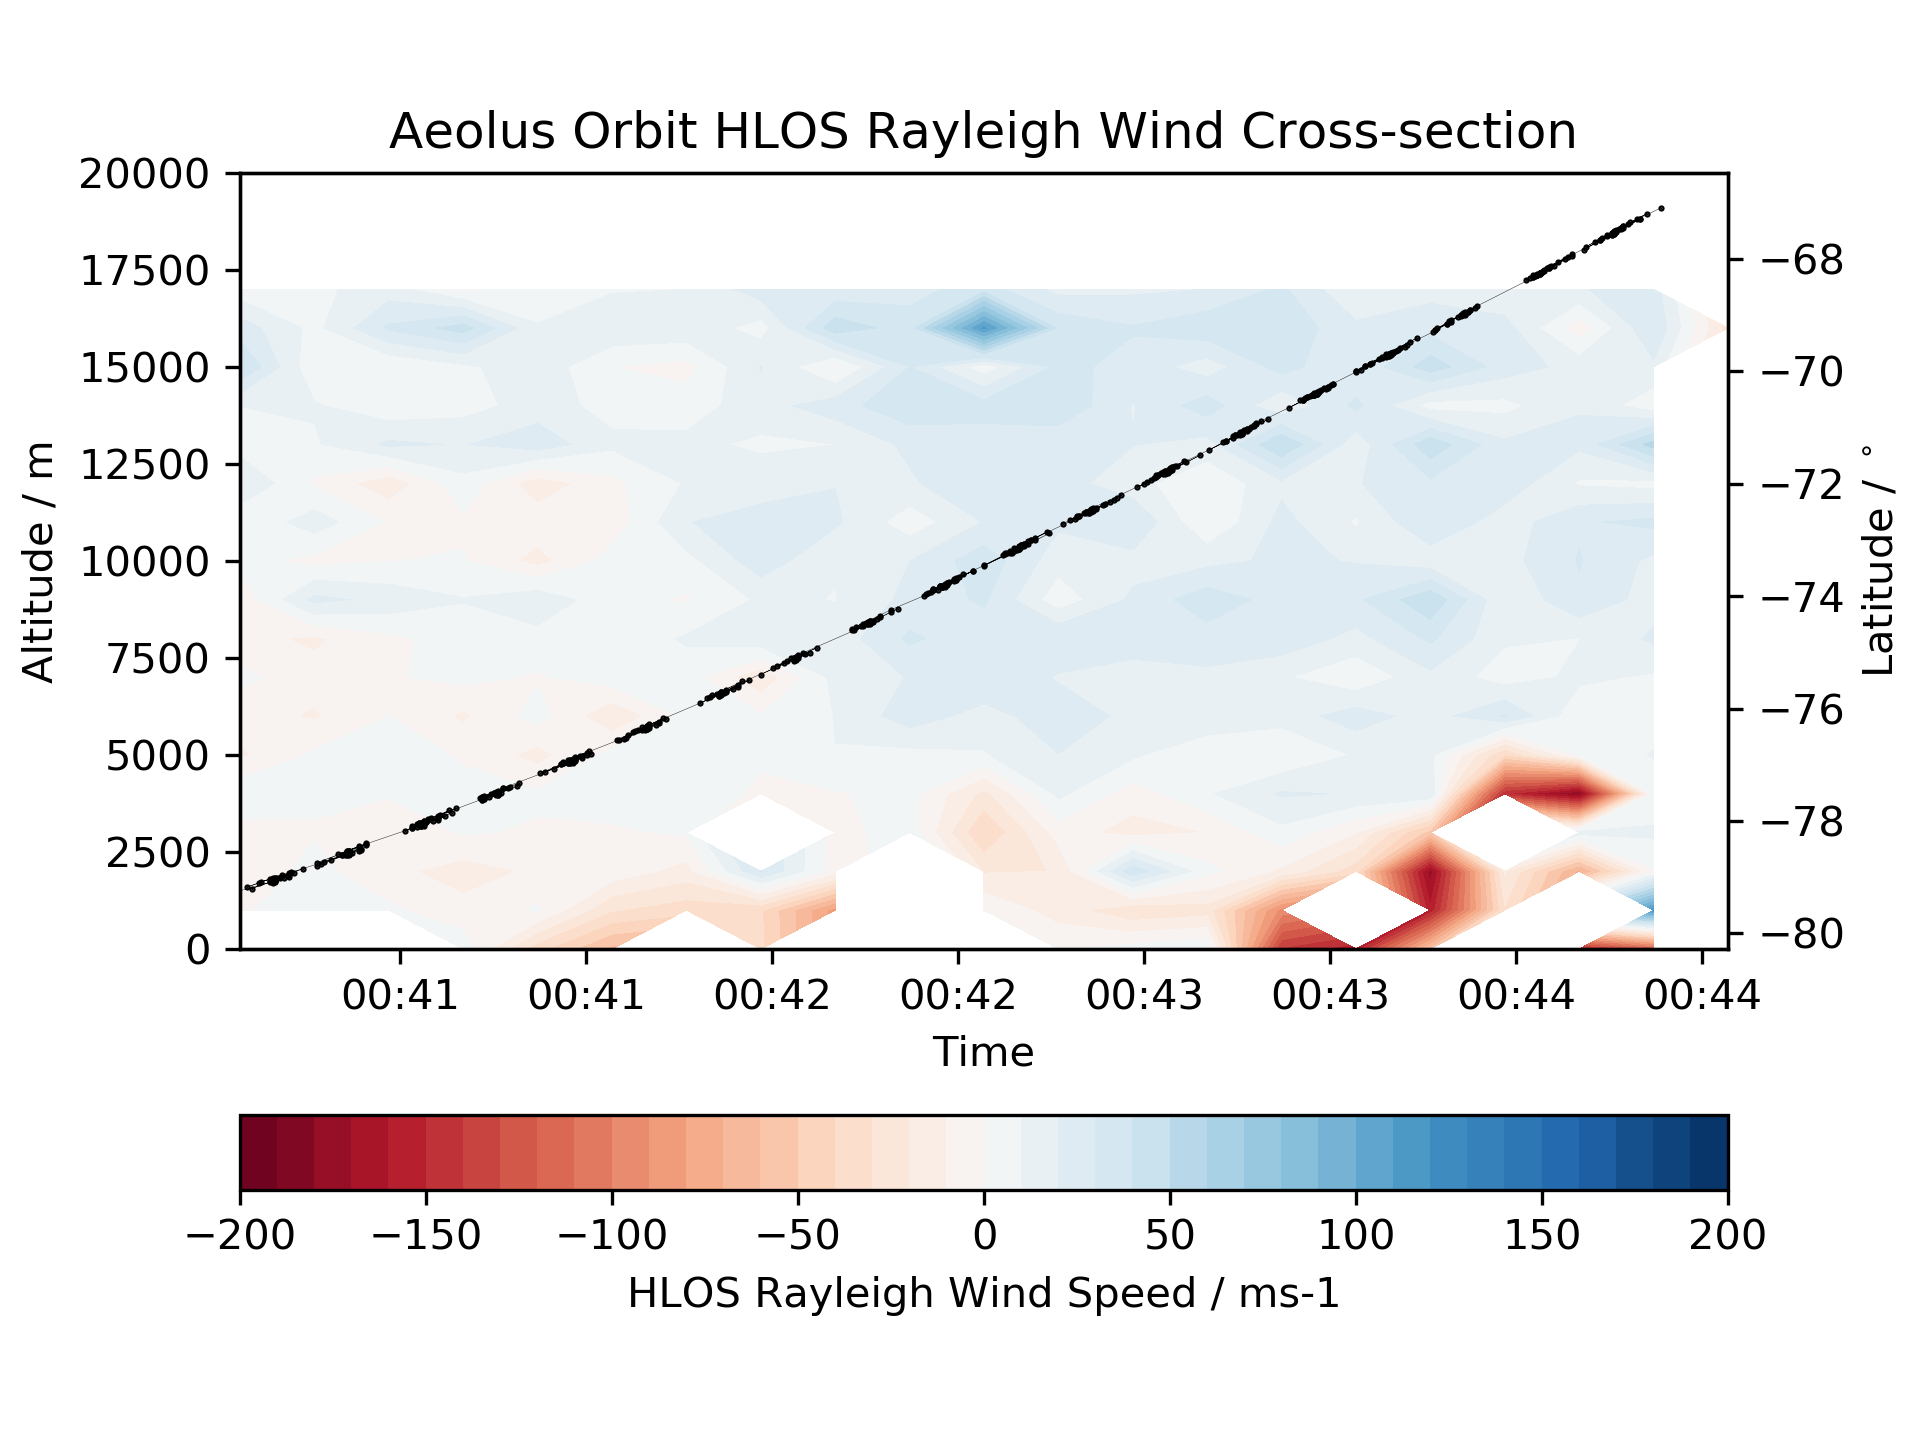 Aeolus Orbit HLOS Rayleigh Wind Cross-section
20000
17500
15000
12500
10000
7500
5000
2500
0
Altitude / m
−68
−70
−72
−74
−76
−78
−80
Latitude / °
00:41 00:41 00:42 00:42 00:43 00:43 00:44 00:44
Time
−200 −150 −100 −50 0 50 100 150 200
HLOS Rayleigh Wind Speed / ms-1